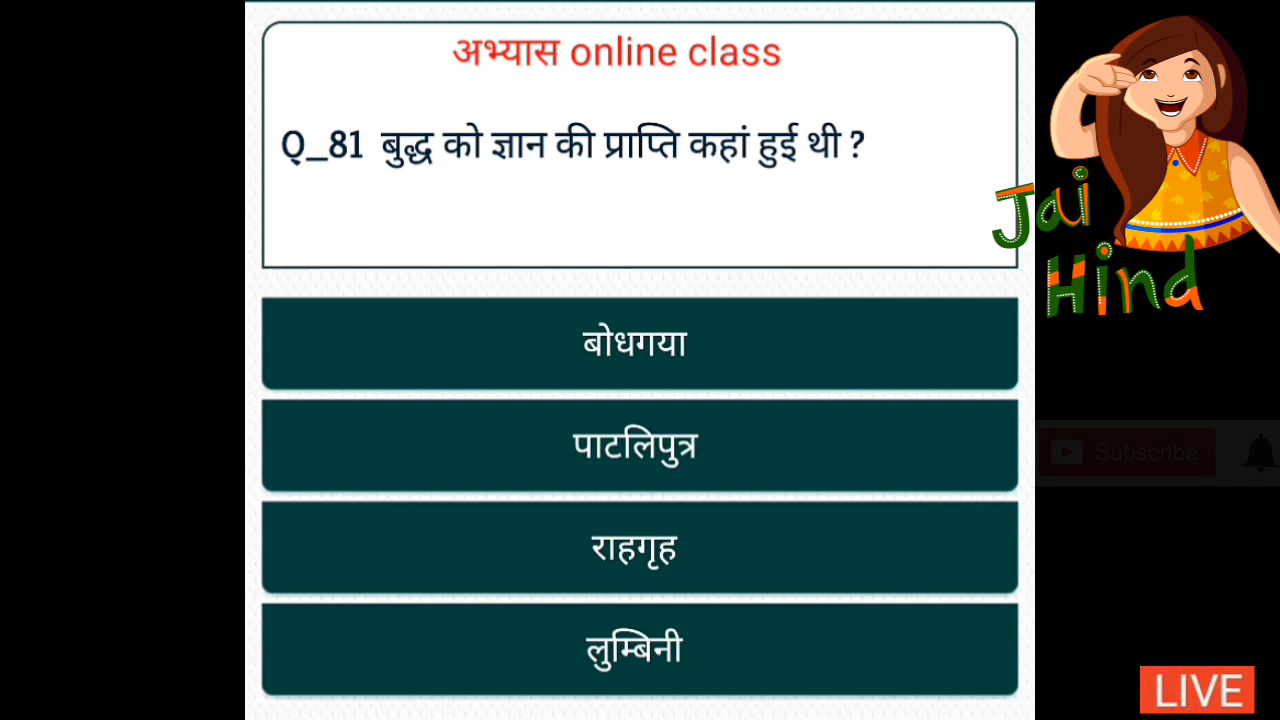 अभ्यास online class
Q_81 बुद्ध को ज्ञान की प्राप्ति कहां हुई थी ?
Jai
Hind
बोधगया
पाटलिपुत्र
Subscribe
राहगृह
लुम्बिनी
LIVE